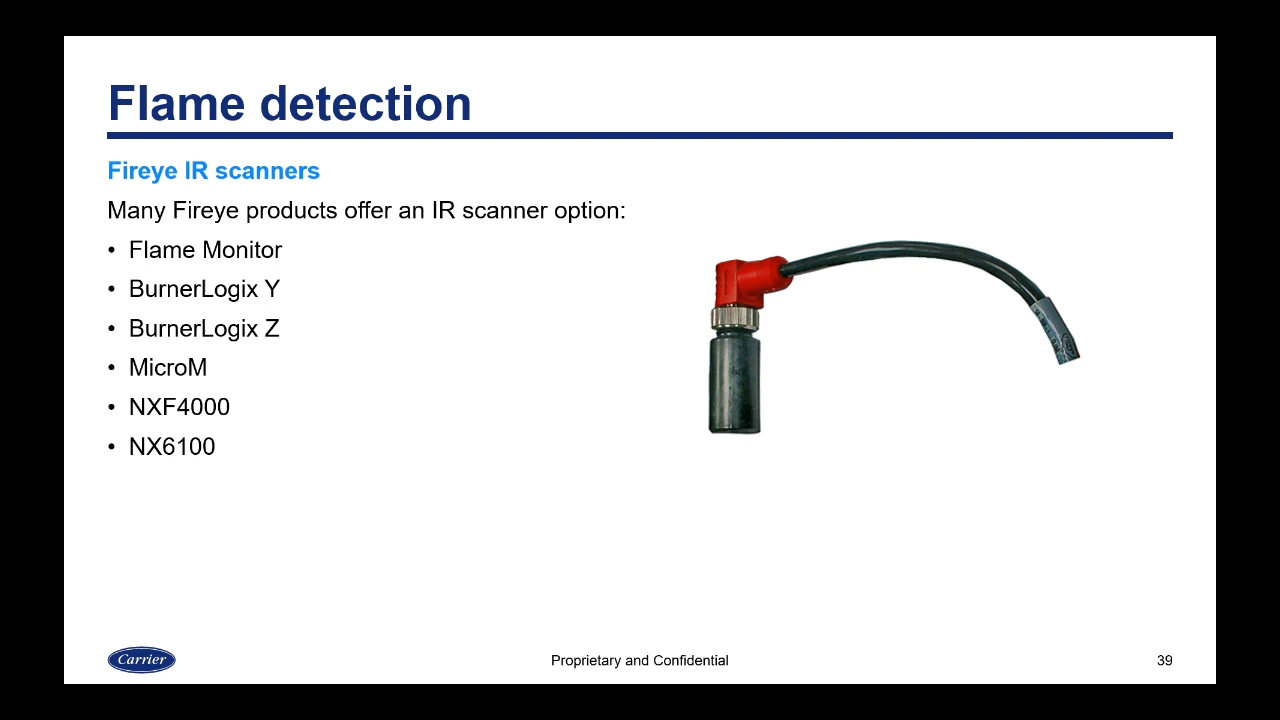 Flame detection
Fireye IR scanners
Many Fireye products offer an IR scanner option:
• Flame Monitor
• BurnerLogix Y
• BurnerLogix Z
• MicroM
• NXF4000
• NX6100
Carrier
Proprietary and Confidential
39